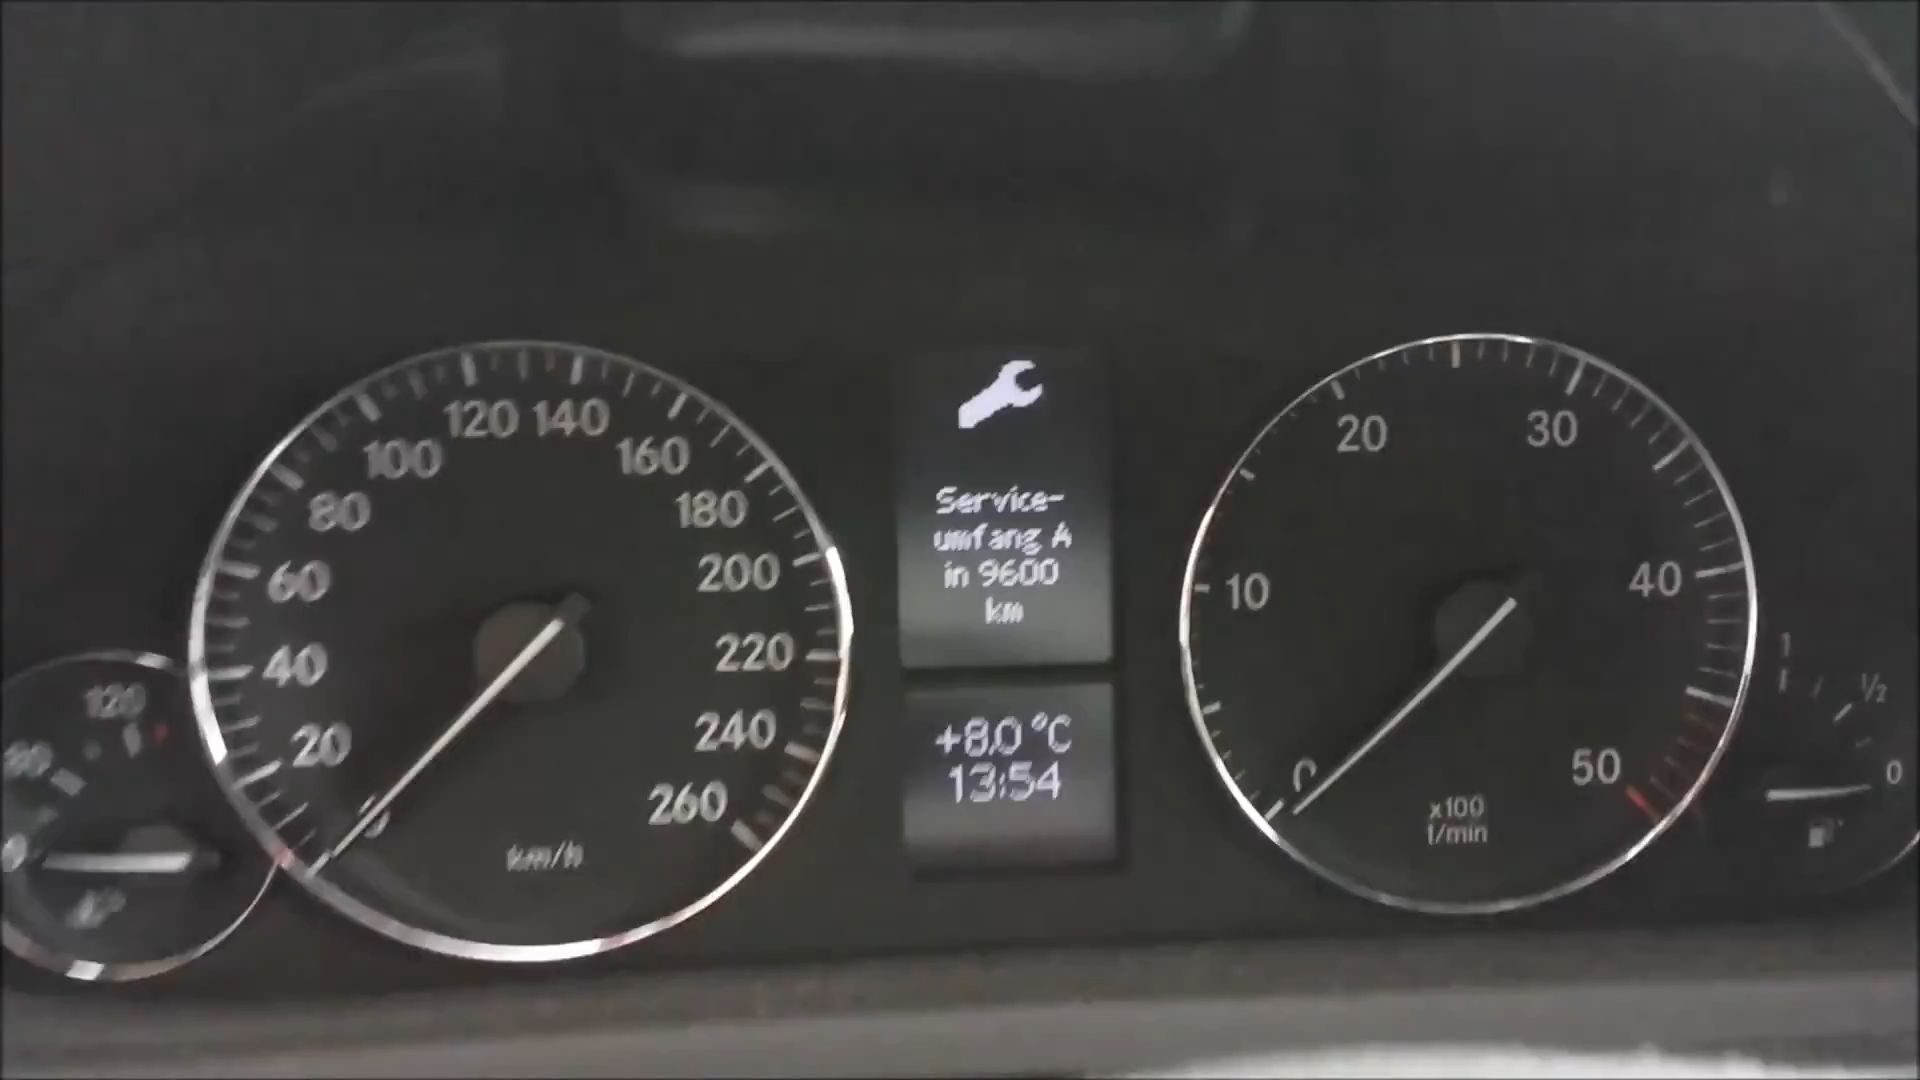 120 140
100 160
80 180
60 200
40 220
20 240
260
km/h
120
Service-
umfang A
in 9600
km
+8.0 °C
13:54
20 30
10 40
0 50
x100
1/min
1
1/2
0